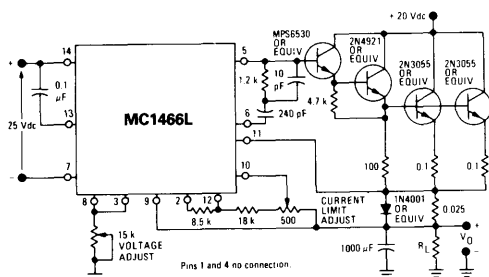 + 20 Vdc
MPS6530
OR
EQUIV
2N4921
OR
EQUIV
2N3055
OR
EQUIV
2N3055
OR
EQUIV
14
5
1.2 k
10
pF
4.7 k
+
0.1
μF
25 Vdc
13
MC1466L
6
240 pF
11
100
0.1
0.1
7
10
-
8
3
9
2
12
CURRENT
LIMIT
ADJUST
1N4001
OR
EQUIV
0.025
8.5 k
18 k
500
15 k
VOLTAGE
ADJUST
1000 μF
RL
+
VO
-
Pins 1 and 4 no connection.